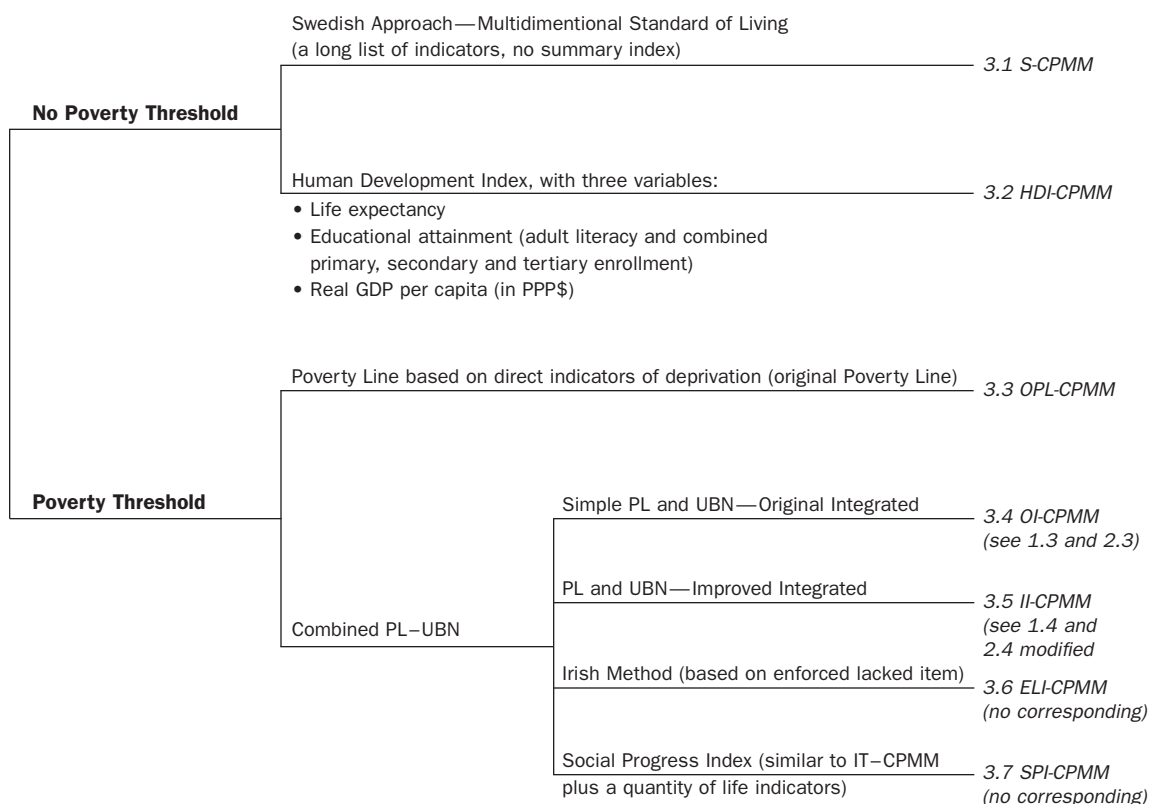 Swedish Approach—Multidimentional Standard of Living
(a long list of indicators, no summary index)
3.1 S-CPMM
No Poverty Threshold
Human Development Index, with three variables:
3.2 HDI-CPMM
• Life expectancy
• Educational attainment (adult literacy and combined
primary, secondary and tertiary enrollment)
• Real GDP per capita (in PPP$)
Poverty Line based on direct indicators of deprivation (original Poverty Line)
3.3 OPL-CPMM
Poverty Threshold
Simple PL and UBN—Original Integrated
3.4 OI-CPMM
(see 1.3 and 2.3)
PL and UBN—Improved Integrated
3.5 II-CPMM
(see 1.4 and
2.4 modified
Combined PL–UBN
Irish Method (based on enforced lacked item)
3.6 ELI-CPMM
(no corresponding)
Social Progress Index (similar to IT–CPMM
plus a quantity of life indicators)
3.7 SPI-CPMM
(no corresponding)